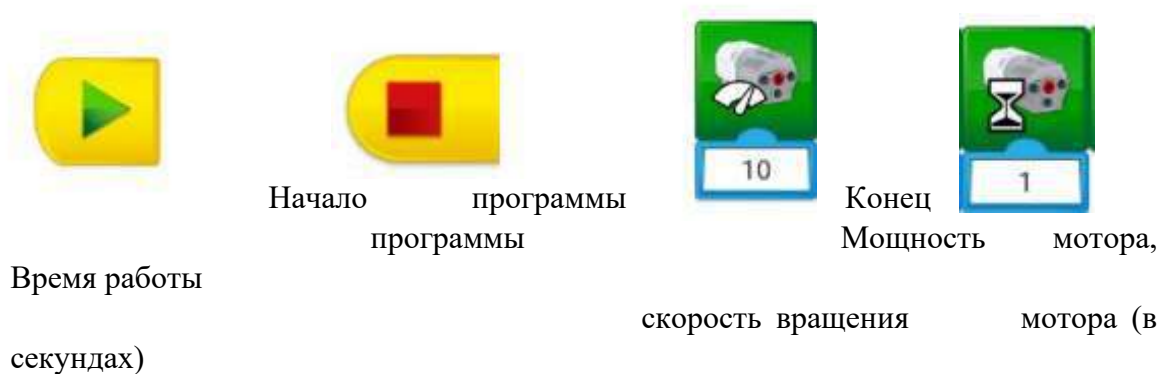 10
1
Начало программы Конец
программы Мощность мотора,
Время работы
скорость вращения мотора (в
секундах)